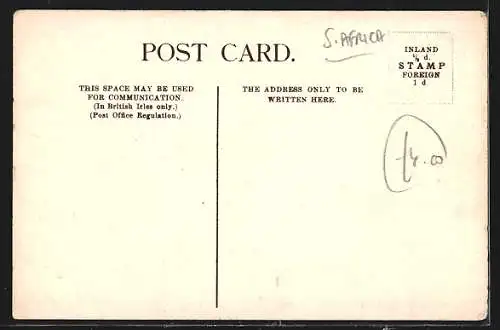 S. AFRICA
POST CARD.
INLAND
½ d.
STAMP
FOREIGN
1 d.
THIS SPACE MAY BE USED
FOR COMMUNICATION.
(In British Isles only.)
(Post Office Regulation.)
THE ADDRESS ONLY TO BE
WRITTEN HERE.
£4.00